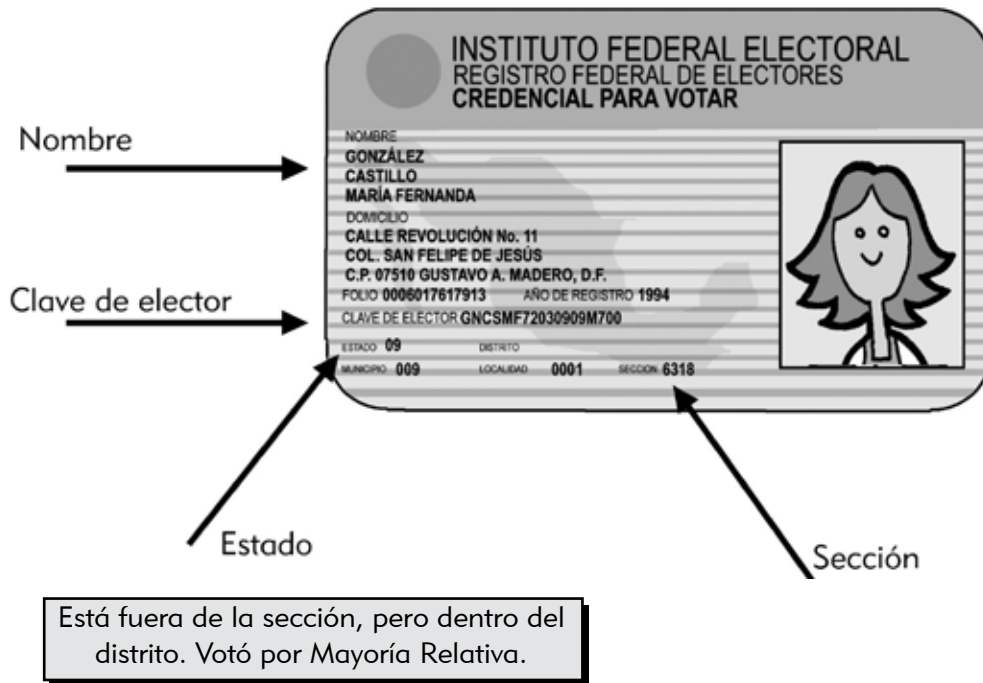 INSTITUTO FEDERAL ELECTORAL
REGISTRO FEDERAL DE ELECTORES
CREDENCIAL PARA VOTAR
Nombre
NOMBRE
GONZÁLEZ
CASTILLO
MARÍA FERNANDA
DOMICILIO
CALLE REVOLUCIÓN No. 11
COL. SAN FELIPE DE JESÚS
C.P. 07510 GUSTAVO A. MADERO, D.F.
FOLIO 0006017617913 AÑO DE REGISTRO 1994
Clave de elector
CLAVE DE ELECTOR GNCSMF72030909M700
ESTADO 09 DISTRITO
MUNICIPIO 009 LOCALIDAD 0001 SECCION 6318
Estado
Sección
Está fuera de la sección, pero dentro del
distrito. Votó por Mayoría Relativa.